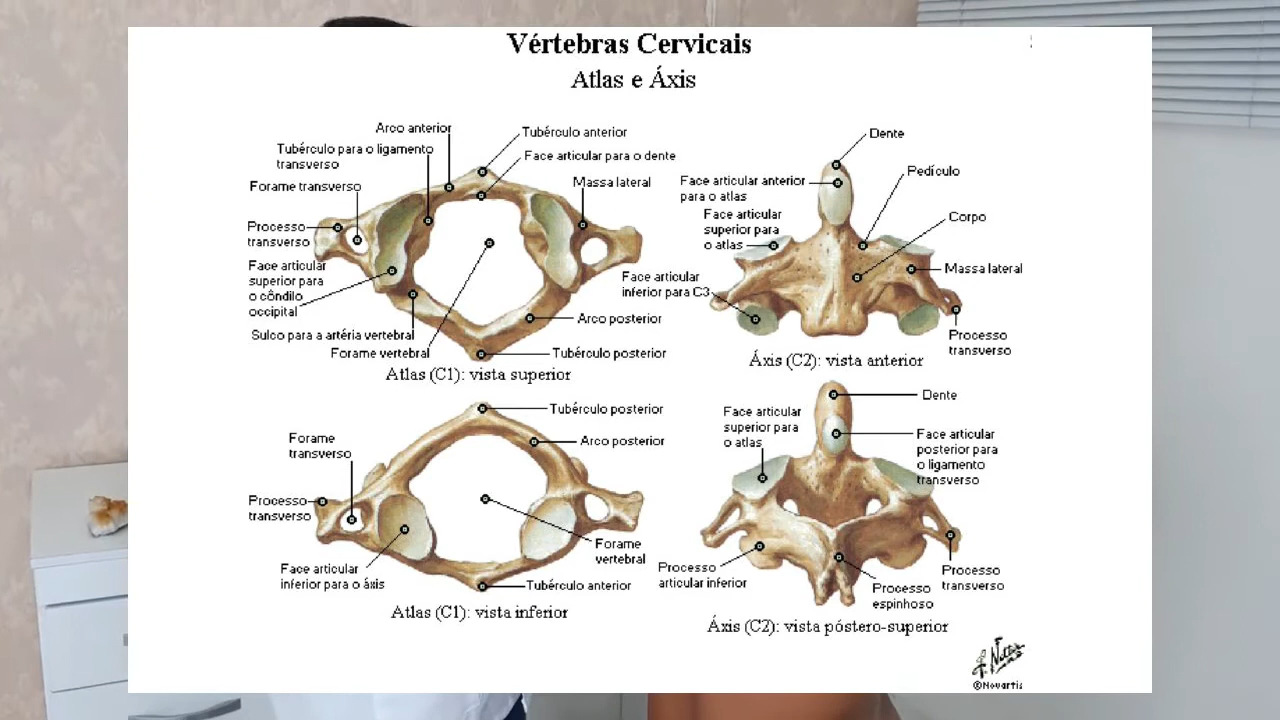 Vértebras Cervicais
Atlas e Áxis
Arco anterior
Tubérculo anterior
Tubérculo para o ligamento
transverso
Face articular para o dente
Forame transverso
Massa lateral
Processo
transverso
Face articular
superior para
o côndilo
occipital
Sulco para a artéria vertebral
Forame vertebral
Arco posterior
Tubérculo posterior
Atlas (C1): vista superior
Dente
Face articular anterior
para o atlas
Pedículo
Face articular
superior para
o atlas
Corpo
Face articular
inferior para C3
Massa lateral
Processo
transverso
Áxis (C2): vista anterior
Tubérculo posterior
Forame
transverso
Arco posterior
Processo
transverso
Forame
vertebral
Face articular
inferior para o áxis
Tubérculo anterior
Atlas (C1): vista inferior
Dente
Face articular
superior para
o atlas
Face articular
posterior para
o ligamento
transverso
Processo
articular inferior
Processo
transverso
Processo
espinhoso
Áxis (C2): vista póstero-superior
F. Netter
©Novartis